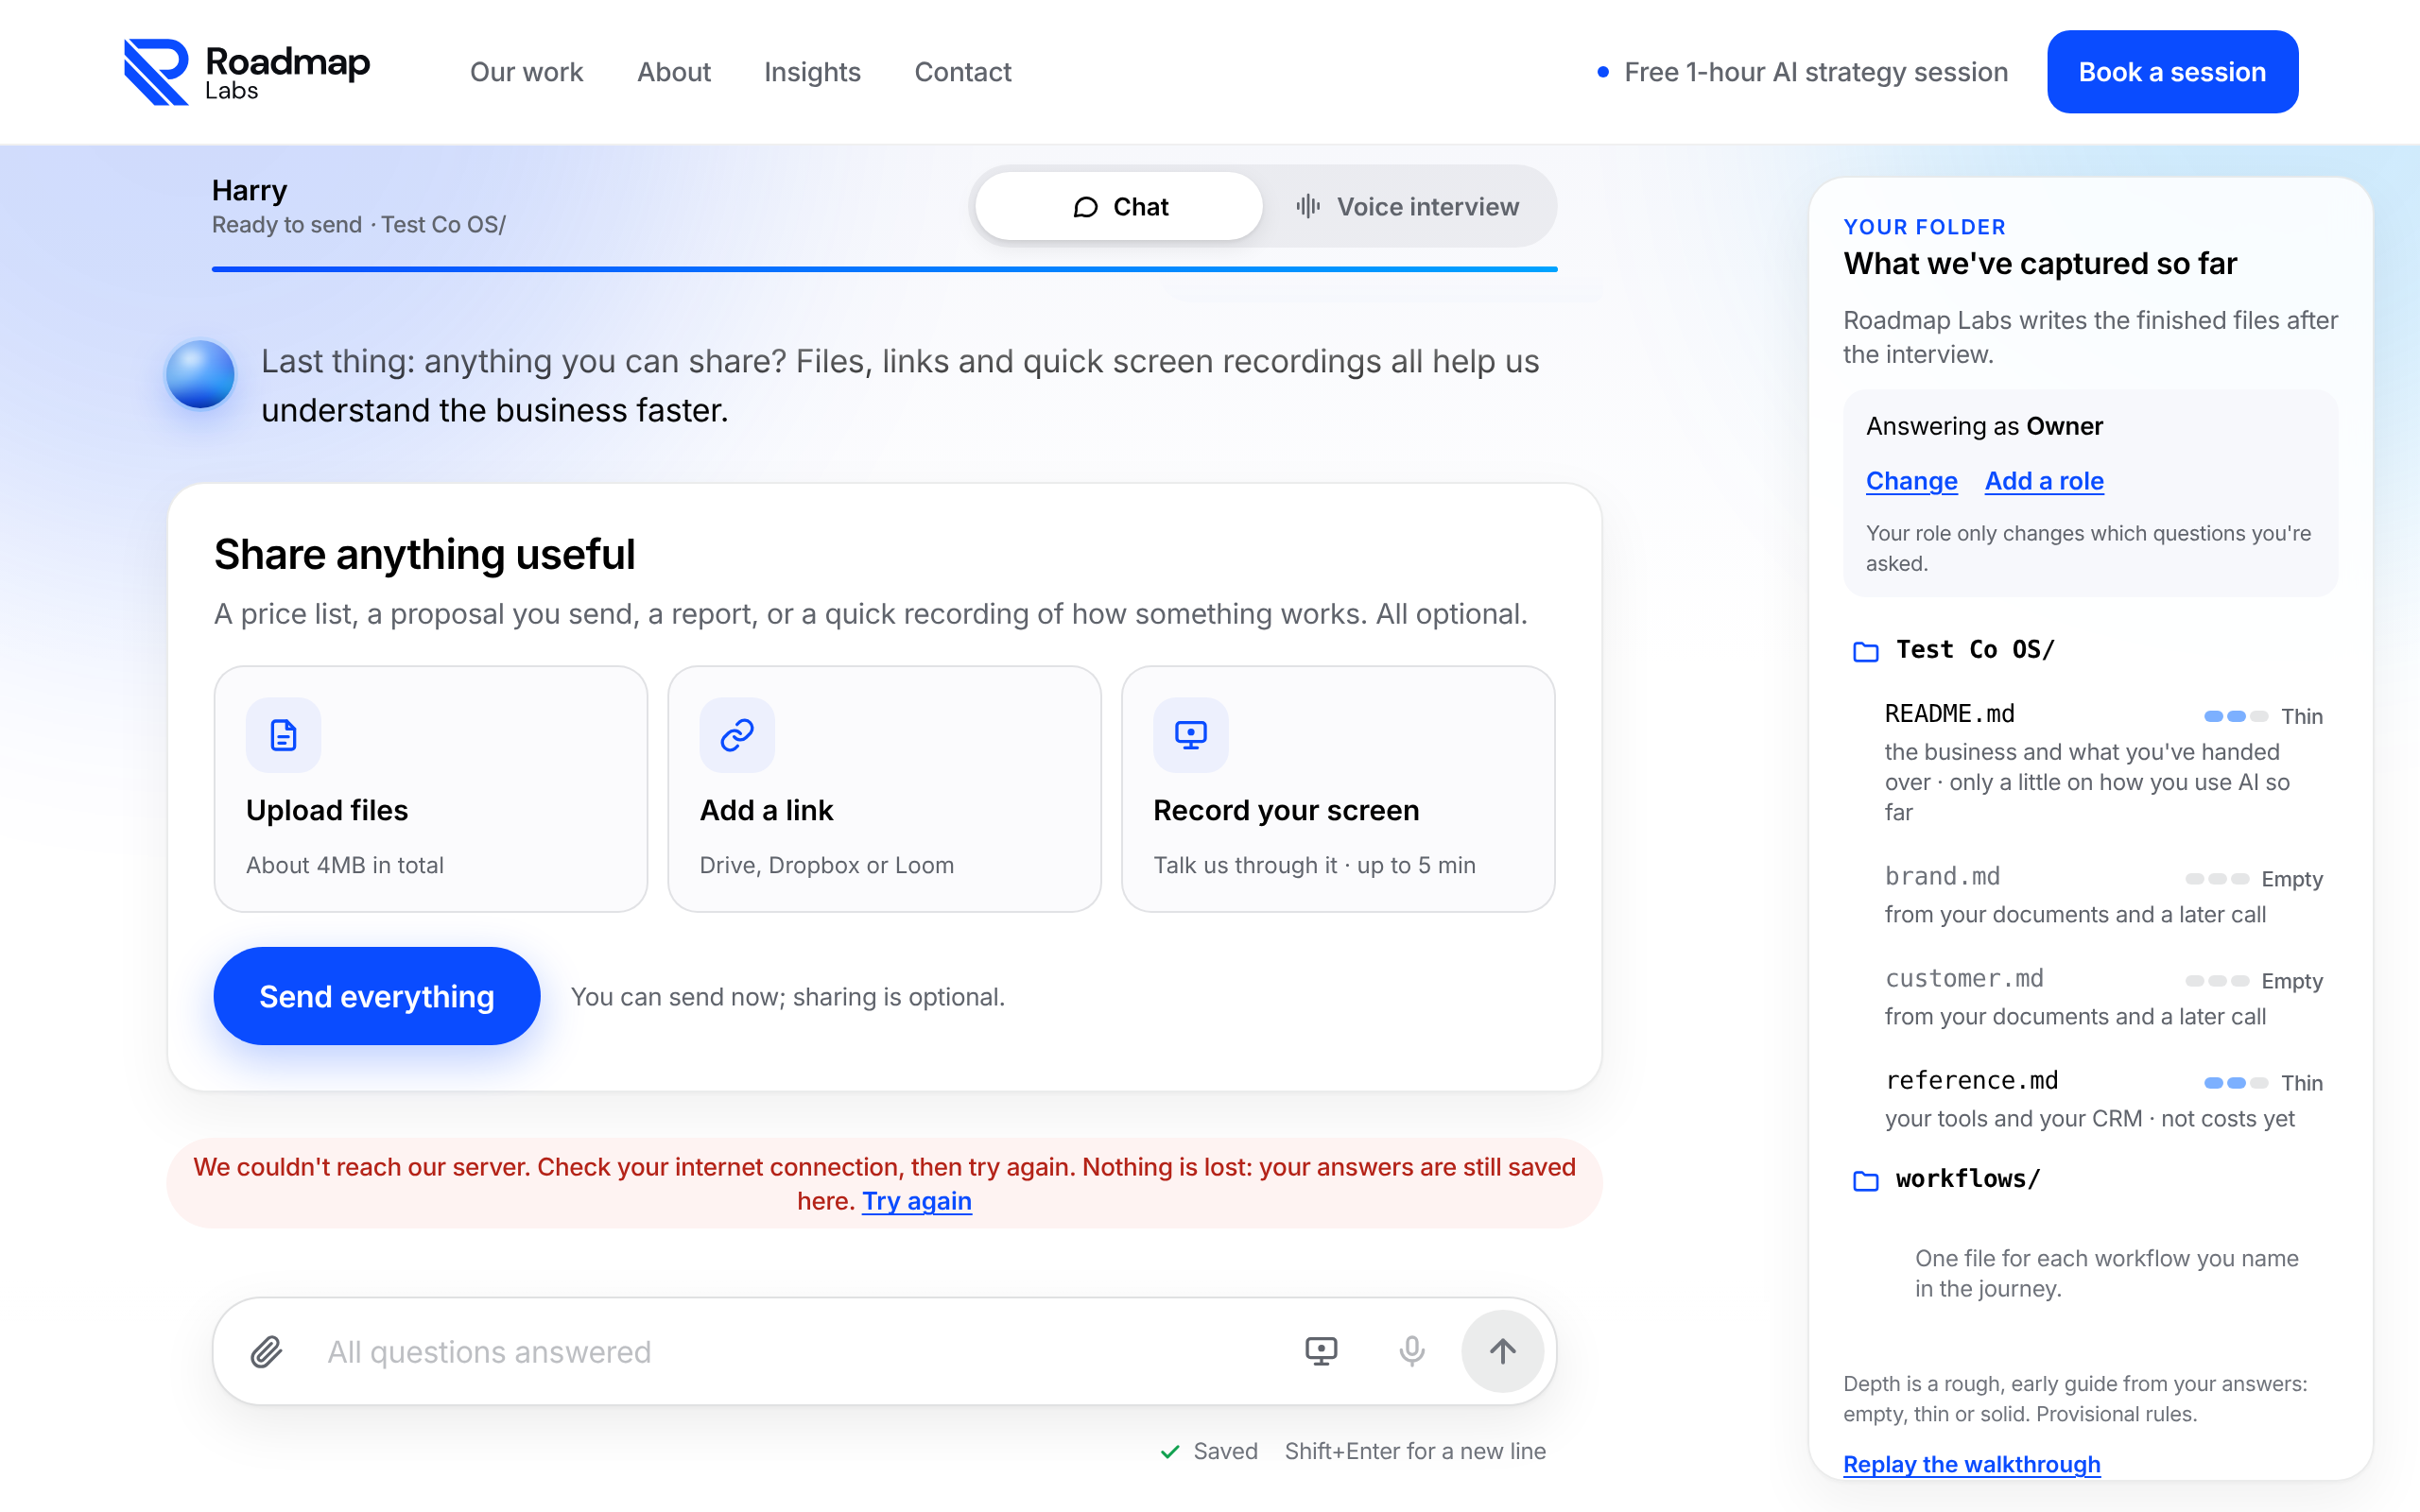 Roadmap
Labs
Our work
About
Insights
Contact
Free 1-hour AI strategy session
Book a session
Harry
Ready to send · Test Co OS/
Chat
Voice interview
Last thing: anything you can share? Files, links and quick screen recordings all help us
understand the business faster.
Share anything useful
A price list, a proposal you send, a report, or a quick recording of how something works. All optional.
Upload files
About 4MB in total
Add a link
Drive, Dropbox or Loom
Record your screen
Talk us through it · up to 5 min
Send everything
You can send now; sharing is optional.
We couldn't reach our server. Check your internet connection, then try again. Nothing is lost: your answers are still saved
here. Try again
All questions answered
Saved
Shift+Enter for a new line
YOUR FOLDER
What we've captured so far
Roadmap Labs writes the finished files after
the interview.
Answering as Owner
Change
Add a role
Your role only changes which questions you're
asked.
Test Co OS/
README.md
Thin
the business and what you've handed
over · only a little on how you use AI so
far
brand.md
Empty
from your documents and a later call
customer.md
Empty
from your documents and a later call
reference.md
Thin
your tools and your CRM · not costs yet
workflows/
One file for each workflow you name
in the journey.
Depth is a rough, early guide from your answers:
empty, thin or solid. Provisional rules.
Replay the walkthrough